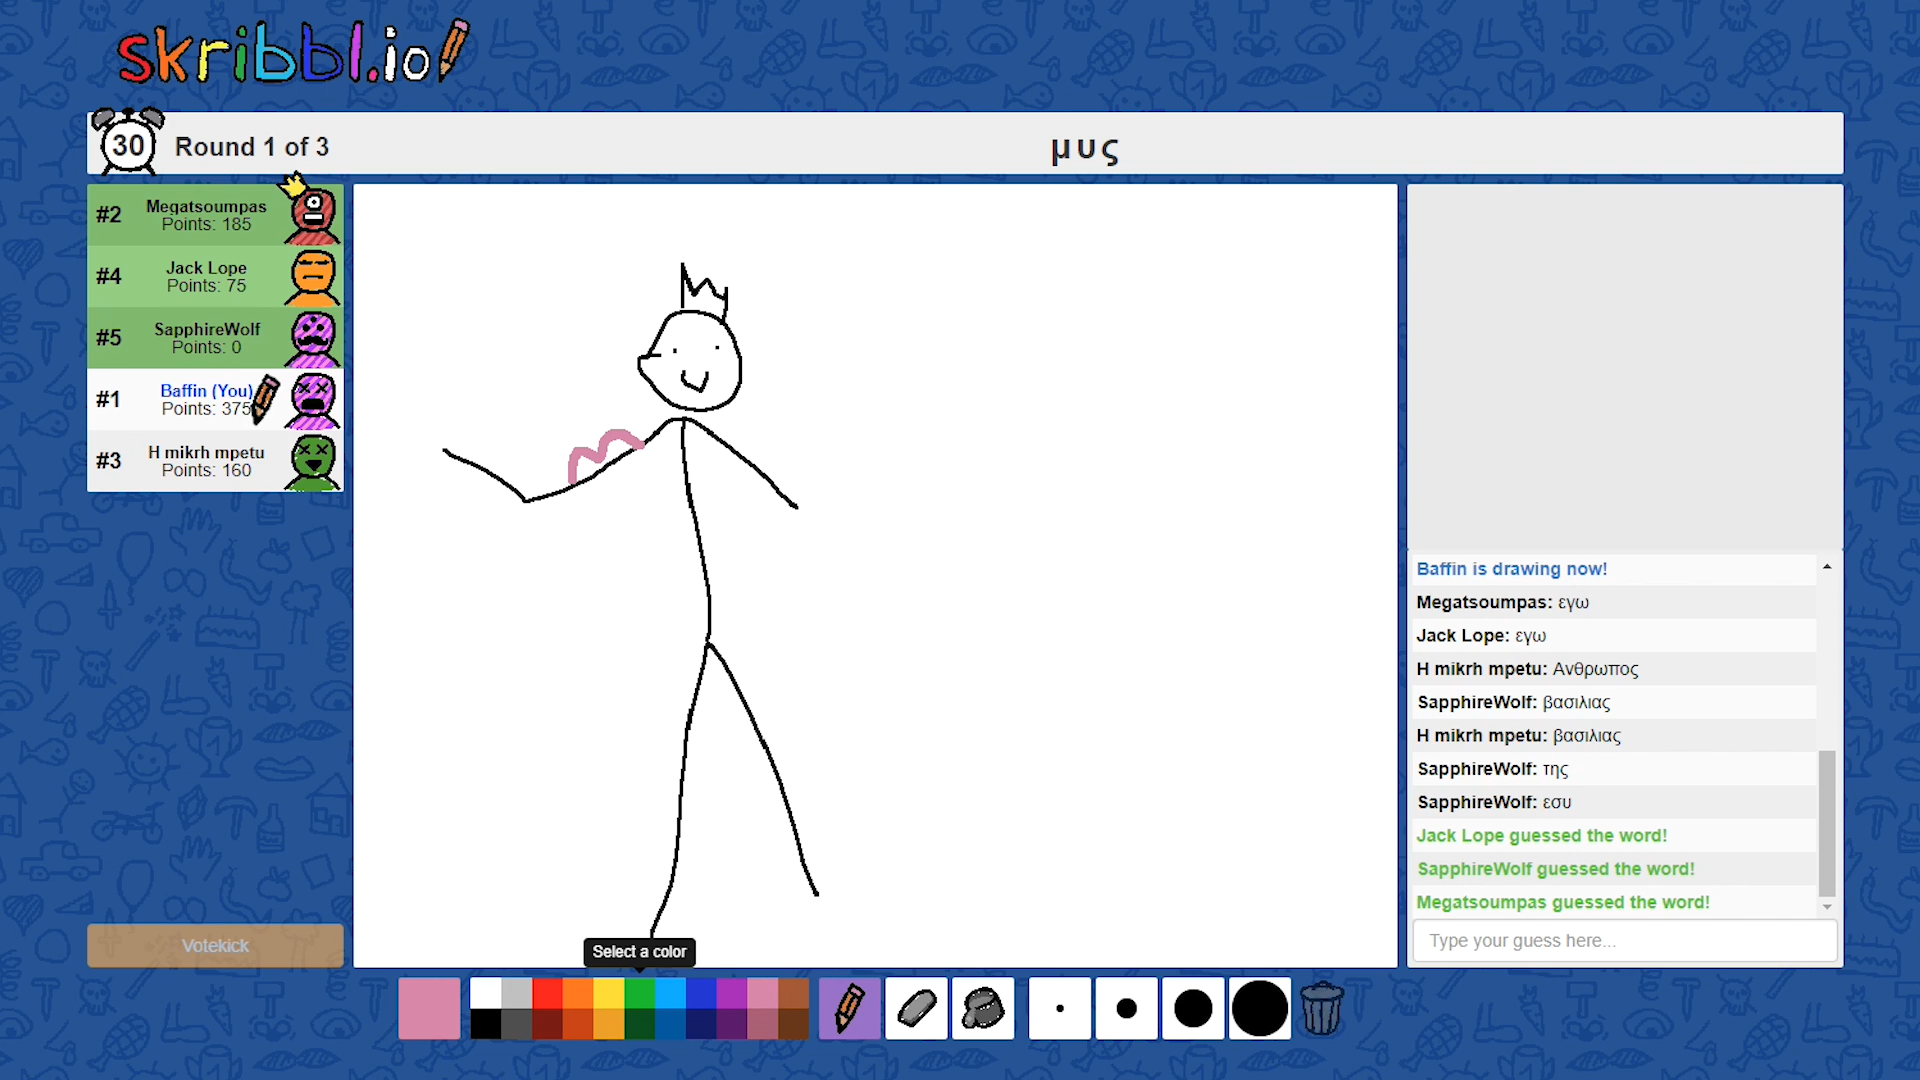 skribbl.io
30
Round 1 of 3
μυς
#2
Megatsoumpas
Points: 185
#4
Jack Lope
Points: 75
#5
SapphireWolf
Points: 0
#1
Baffin (You)
Points: 375
#3
H mikrh mpetu
Points: 160
Votekick
Baffin is drawing now!
Megatsoumpas: εγω
Jack Lope: εγω
H mikrh mpetu: Ανθρωπος
SapphireWolf: βασιλιας
H mikrh mpetu: βασιλιας
SapphireWolf: της
SapphireWolf: εσυ
Jack Lope guessed the word!
SapphireWolf guessed the word!
Megatsoumpas guessed the word!
Type your guess here...
Select a color